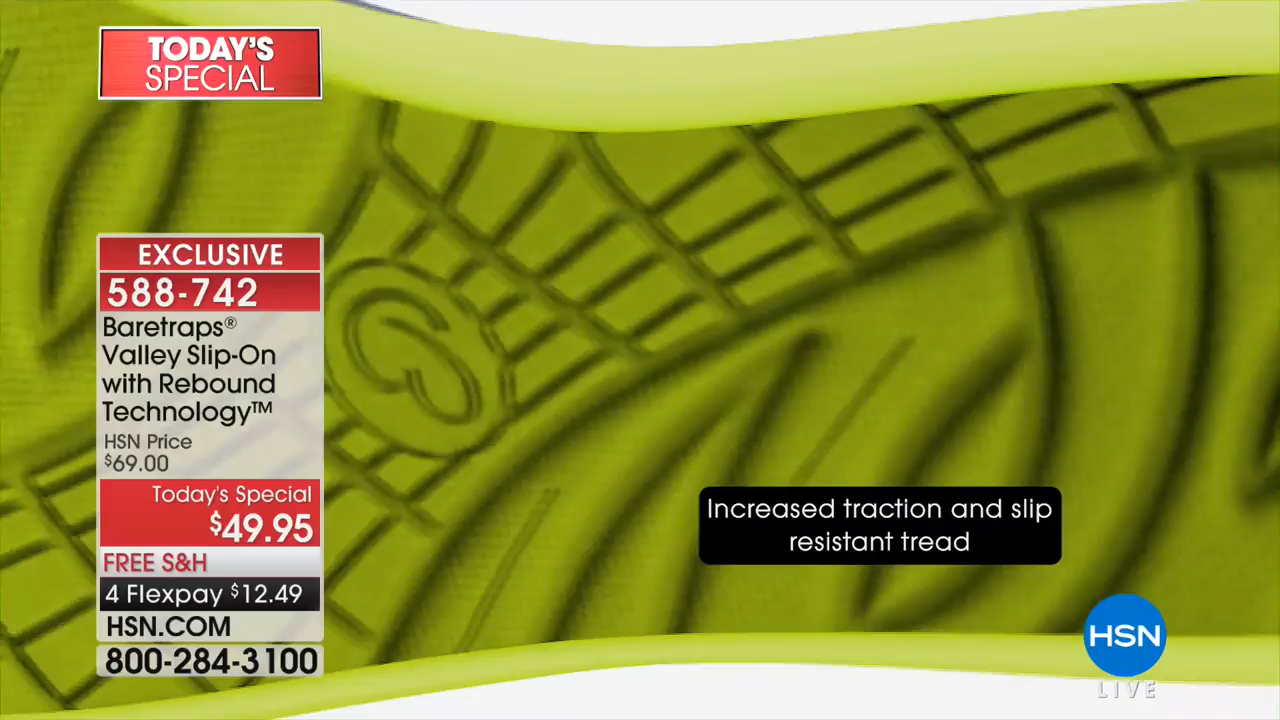 TODAY'S
SPECIAL
EXCLUSIVE
588-742
Baretraps®
Valley Slip-On
with Rebound
Technology™
HSN Price
$69.00
Today's Special
$49.95
FREE S&H
4 Flexpay $12.49
HSN.COM
800-284-3100
Increased traction and slip
resistant tread
HSN
LIVE